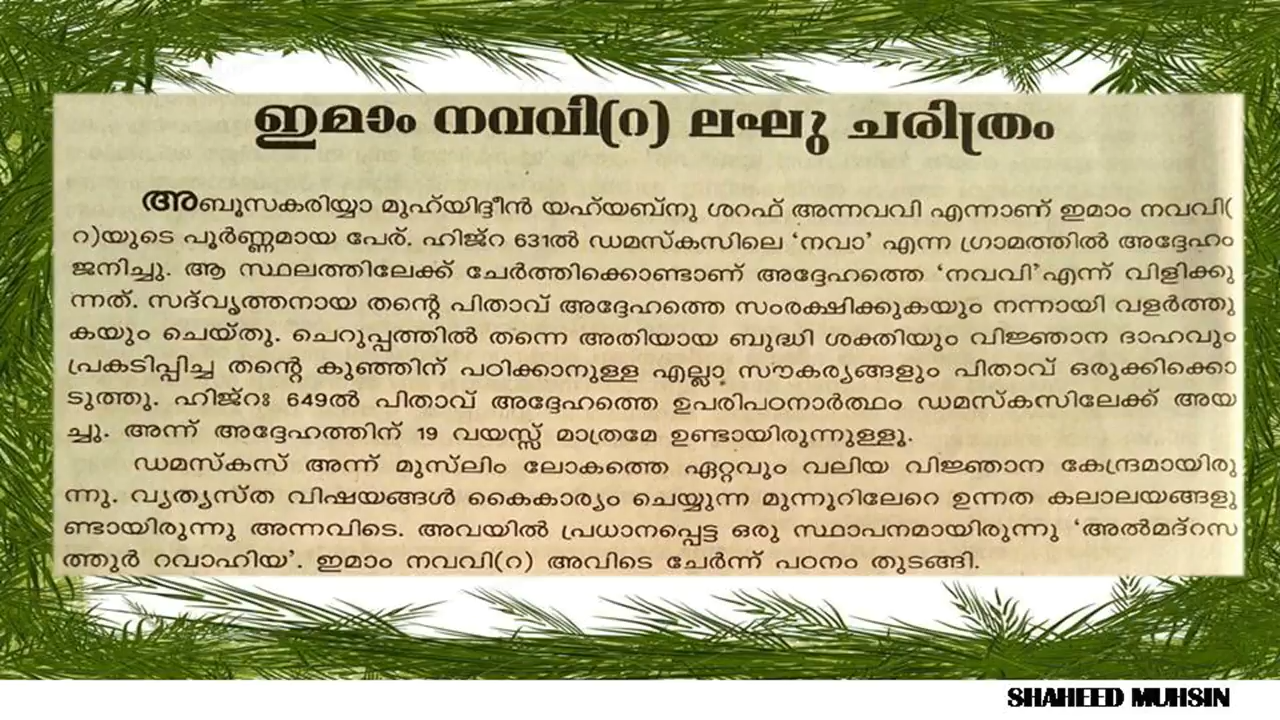 ഇമാം നവവി(റ) ലഘു ചരിത്രം
അബൂസകരിയ്യാ മുഹ്‌യിദ്ദീൻ യഹ്‌യബ്നു ശറഫ് അന്നവവി എന്നാണ് ഇമാം നവവി(
റ)യുടെ പൂർണ്ണമായ പേര്. ഹിജ്റ 631ൽ ഡമസ്കസിലെ ‘നവാ’ എന്ന ഗ്രാമത്തിൽ അദ്ദേഹം
ജനിച്ചു. ആ സ്ഥലത്തിലേക്ക് ചേർത്തിക്കൊണ്ടാണ് അദ്ദേഹത്തെ ‘നവവി’എന്ന് വിളിക്കു
ന്നത്. സദ്‌വൃത്തനായ തന്റെ പിതാവ് അദ്ദേഹത്തെ സംരക്ഷിക്കുകയും നന്നായി വളർത്തു
കയും ചെയ്തു. ചെറുപ്പത്തിൽ തന്നെ അതിയായ ബുദ്ധി ശക്തിയും വിജ്ഞാന ദാഹവും
പ്രകടിപ്പിച്ച തന്റെ കുഞ്ഞിന് പഠിക്കാനുള്ള എല്ലാ സൗകര്യങ്ങളും പിതാവ് ഒരുക്കിക്കൊ
ടുത്തു. ഹിജ്റഃ 649ൽ പിതാവ് അദ്ദേഹത്തെ ഉപരിപഠനാർത്ഥം ഡമസ്കസിലേക്ക് അയ
ച്ചു. അന്ന് അദ്ദേഹത്തിന് 19 വയസ്സ് മാത്രമേ ഉണ്ടായിരുന്നുള്ളൂ.
ഡമസ്കസ് അന്ന് മുസ്‌ലിം ലോകത്തെ ഏറ്റവും വലിയ വിജ്ഞാന കേന്ദ്രമായിരു
ന്നു. വ്യത്യസ്ത വിഷയങ്ങൾ കൈകാര്യം ചെയ്യുന്ന മുന്നൂറിലേറെ ഉന്നത കലാലയങ്ങളു
ണ്ടായിരുന്നു അന്നവിടെ. അവയിൽ പ്രധാനപ്പെട്ട ഒരു സ്ഥാപനമായിരുന്നു ‘അൽമദ്റസ
ത്തുർ റവാഹിയ’. ഇമാം നവവി(റ) അവിടെ ചേർന്ന് പഠനം തുടങ്ങി.
SHAHEED MUHSIN